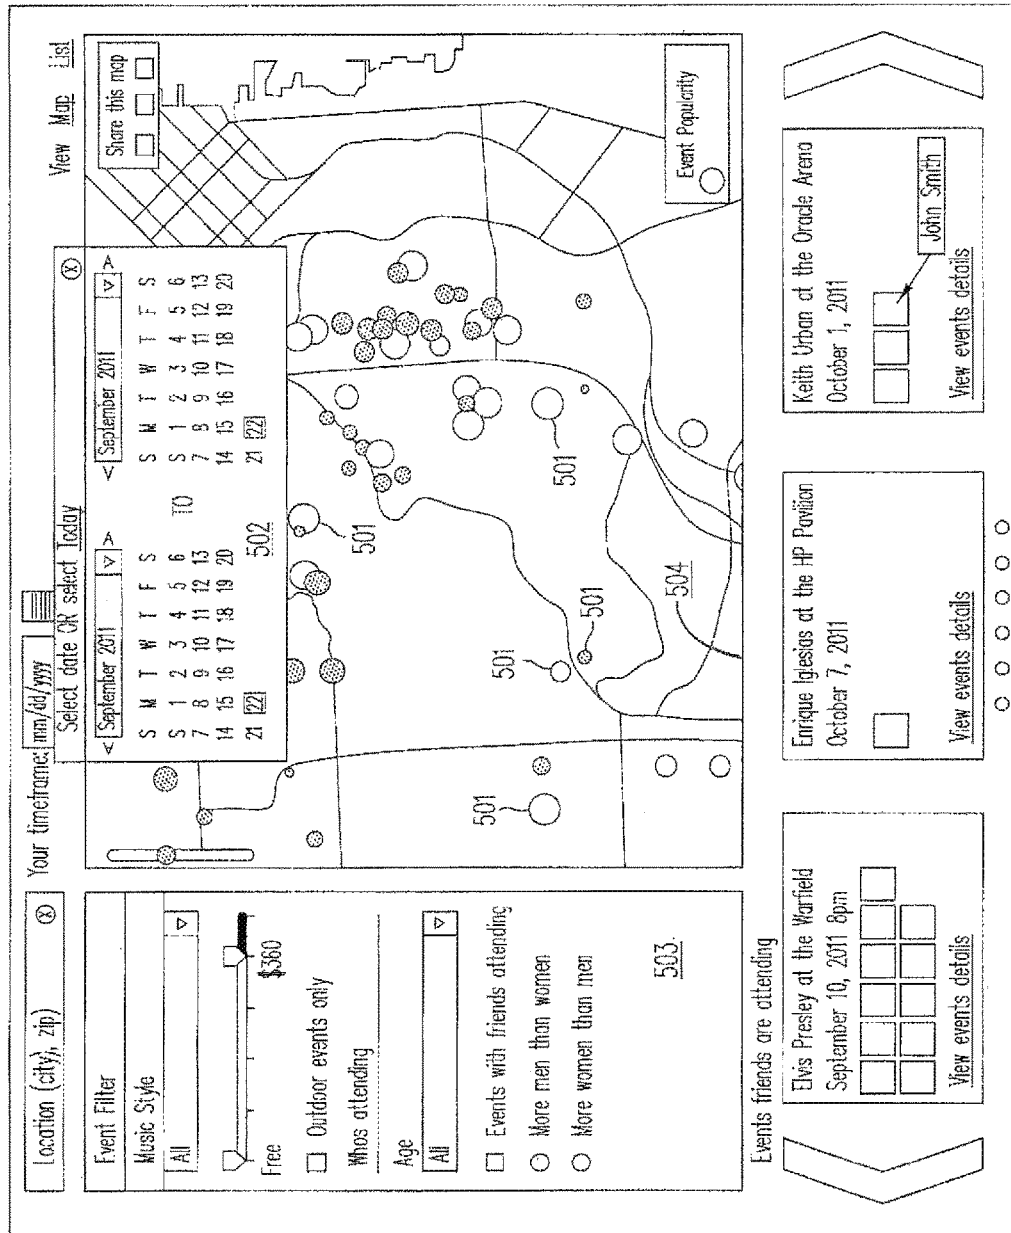 Location (city), zip) X
Your timeframe: mm/dd/yyyy
View Map List
Event Filter
Music Style
All
Free $360
Outdoor events only
Whos attending
Age
All
Events with friends attending
More men than women
More women than men
503.
Select date OR select Today X
< September 2011 > < September 2011 >
S M T W T F S S M T W T F S
S 1 2 3 4 5 6 TO S 1 2 3 4 5 6
7 8 9 10 11 12 13 7 8 9 10 11 12 13
14 15 16 17 18 19 20 14 15 16 17 18 19 20
21 22 21 22
502
Share this map
501
501
501
501
501
504
Event Popularity
Events friends are attending
Elvis Presley at the Warfield
September 10, 2011 8pm
View events details
Enrique Iglesias at the HP Pavilion
October 7, 2011
View events details
Keith Urban at the Oracle Arena
October 1, 2011
John Smith
View events details